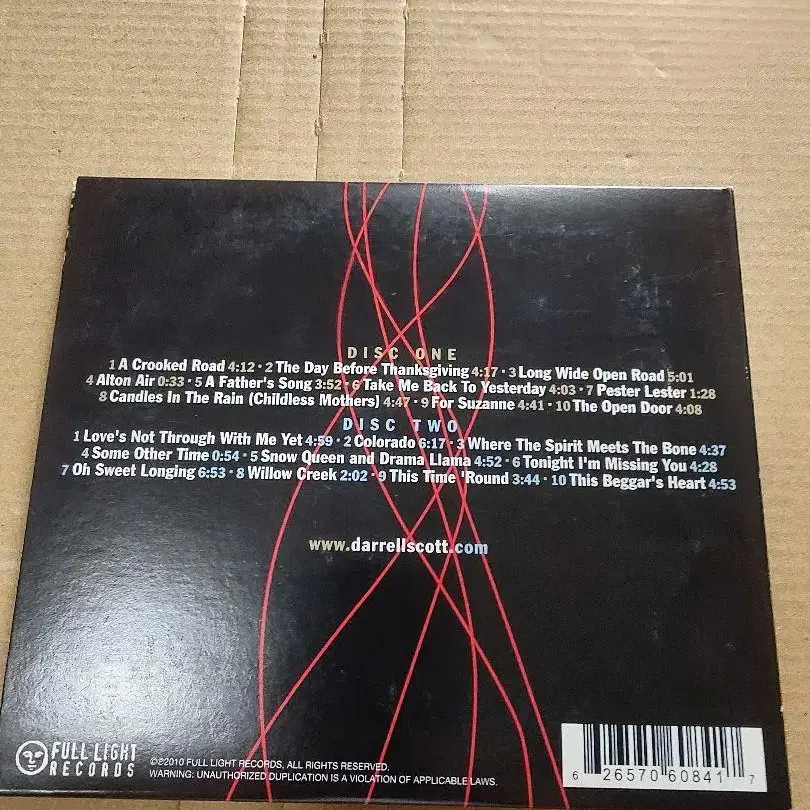 DISC ONE
1 A Crooked Road 4:12 · 2 The Day Before Thanksgiving 4:17 · 3 Long Wide Open Road 5:01
4 Alton Air 0:33 · 5 A Father's Song 3:52 · 6 Take Me Back To Yesterday 4:03 · 7 Pester Lester 1:28
8 Candles In The Rain (Childless Mothers) 4:47 · 9 For Suzanne 4:41 · 10 The Open Door 4:08
DISC TWO
1 Love's Not Through With Me Yet 4:59 · 2 Colorado 6:17 · 3 Where The Spirit Meets The Bone 4:37
4 Some Other Time 0:54 · 5 Snow Queen and Drama Llama 4:52 · 6 Tonight I'm Missing You 4:28
7 Oh Sweet Longing 6:53 · 8 Willow Creek 2:02 · 9 This Time 'Round 3:44 · 10 This Beggar's Heart 4:53
www.darrellscott.com
FULL LIGHT
RECORDS
©℗2010 FULL LIGHT RECORDS, ALL RIGHTS RESERVED.
WARNING: UNAUTHORIZED DUPLICATION IS A VIOLATION OF APPLICABLE LAWS.
6 26570 60841 7